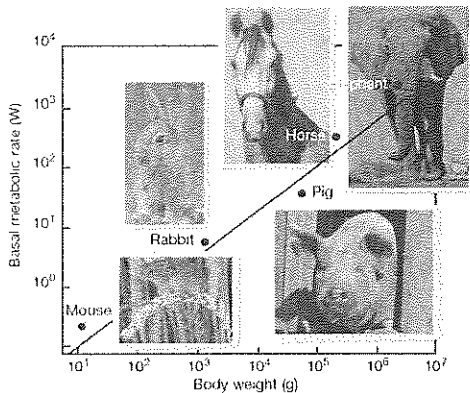 Basal metabolic rate (W)
10⁴
10³
10²
10¹
10⁰
Horse
Pig
Rabbit
Mouse
10¹ 10² 10³ 10⁴ 10⁵ 10⁶ 10⁷
Body weight (g)